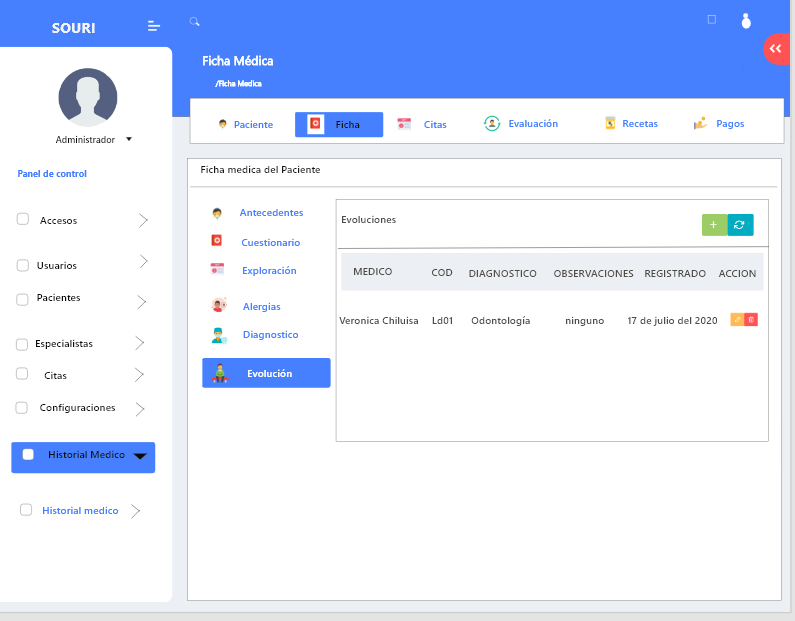 SOURI
Ficha Médica
/Ficha Medica
Administrador
Panel de control
Accesos
Usuarios
Pacientes
Especialistas
Citas
Configuraciones
Historial Medico
Historial medico
Paciente
Ficha
Citas
Evaluación
Recetas
Pagos
Ficha medica del Paciente
Antecedentes
Cuestionario
Exploración
Alergias
Diagnostico
Evolución
Evoluciones
MEDICO COD DIAGNOSTICO OBSERVACIONES REGISTRADO ACCION
Veronica Chiluisa Ld01 Odontología ninguno 17 de julio del 2020